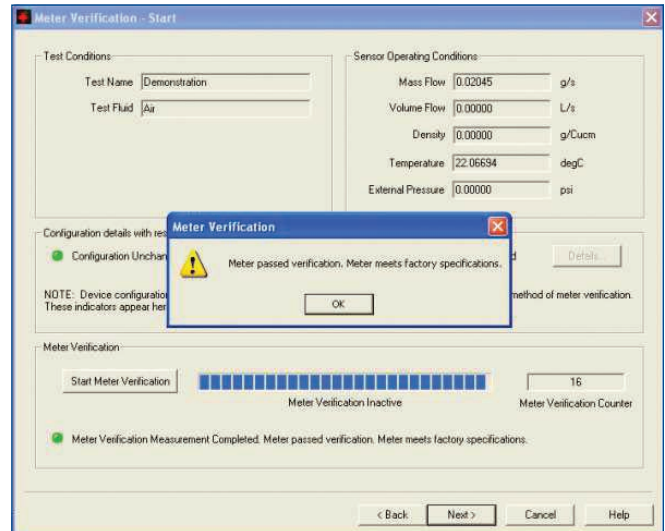 Meter Verification - Start
Test Conditions
Test Name Demonstration
Test Fluid Air
Sensor Operating Conditions
Mass Flow 0.02045 g/s
Volume Flow 0.00000 L/s
Density 0.00000 g/Cucm
Temperature 22.06694 degC
External Pressure 0.00000 psi
Configuration details with res
Configuration Unchan
Details...
NOTE: Device configuration
method of meter verification.
These indicators appear her
Meter Verification
Meter passed verification. Meter meets factory specifications.
OK
Meter Verification
Start Meter Verification
16
Meter Verification Inactive
Meter Verification Counter
Meter Verification Measurement Completed. Meter passed verification. Meter meets factory specifications.
< Back
Next >
Cancel
Help